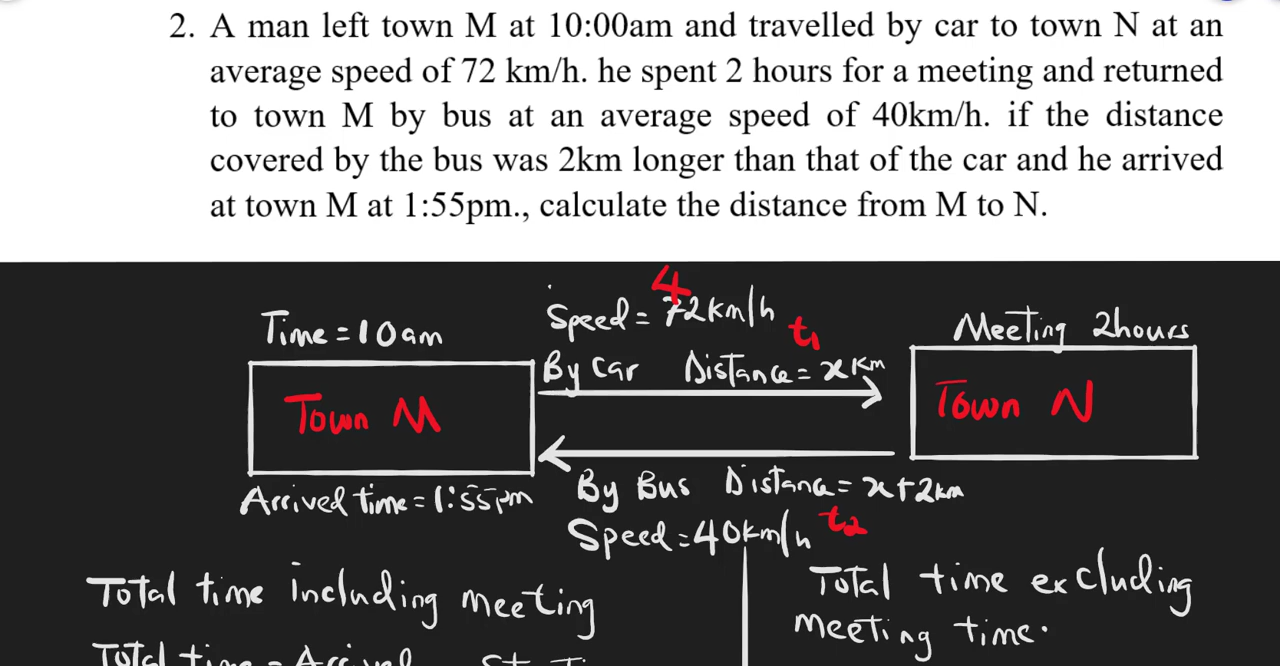 2. A man left town M at 10:00am and travelled by car to town N at an
average speed of 72 km/h. he spent 2 hours for a meeting and returned
to town M by bus at an average speed of 40km/h. if the distance
covered by the bus was 2km longer than that of the car and he arrived
at town M at 1:55pm., calculate the distance from M to N.
4
Time = 10am
Speed = 72km/h
t1
Meeting 2hours
By Car Distance = x km
Town M
Town N
Arrived time = 1:55pm
By Bus Distance = x+2km
Speed = 40km/h t2
Total time including meeting
Total time excluding
meeting time.
Total